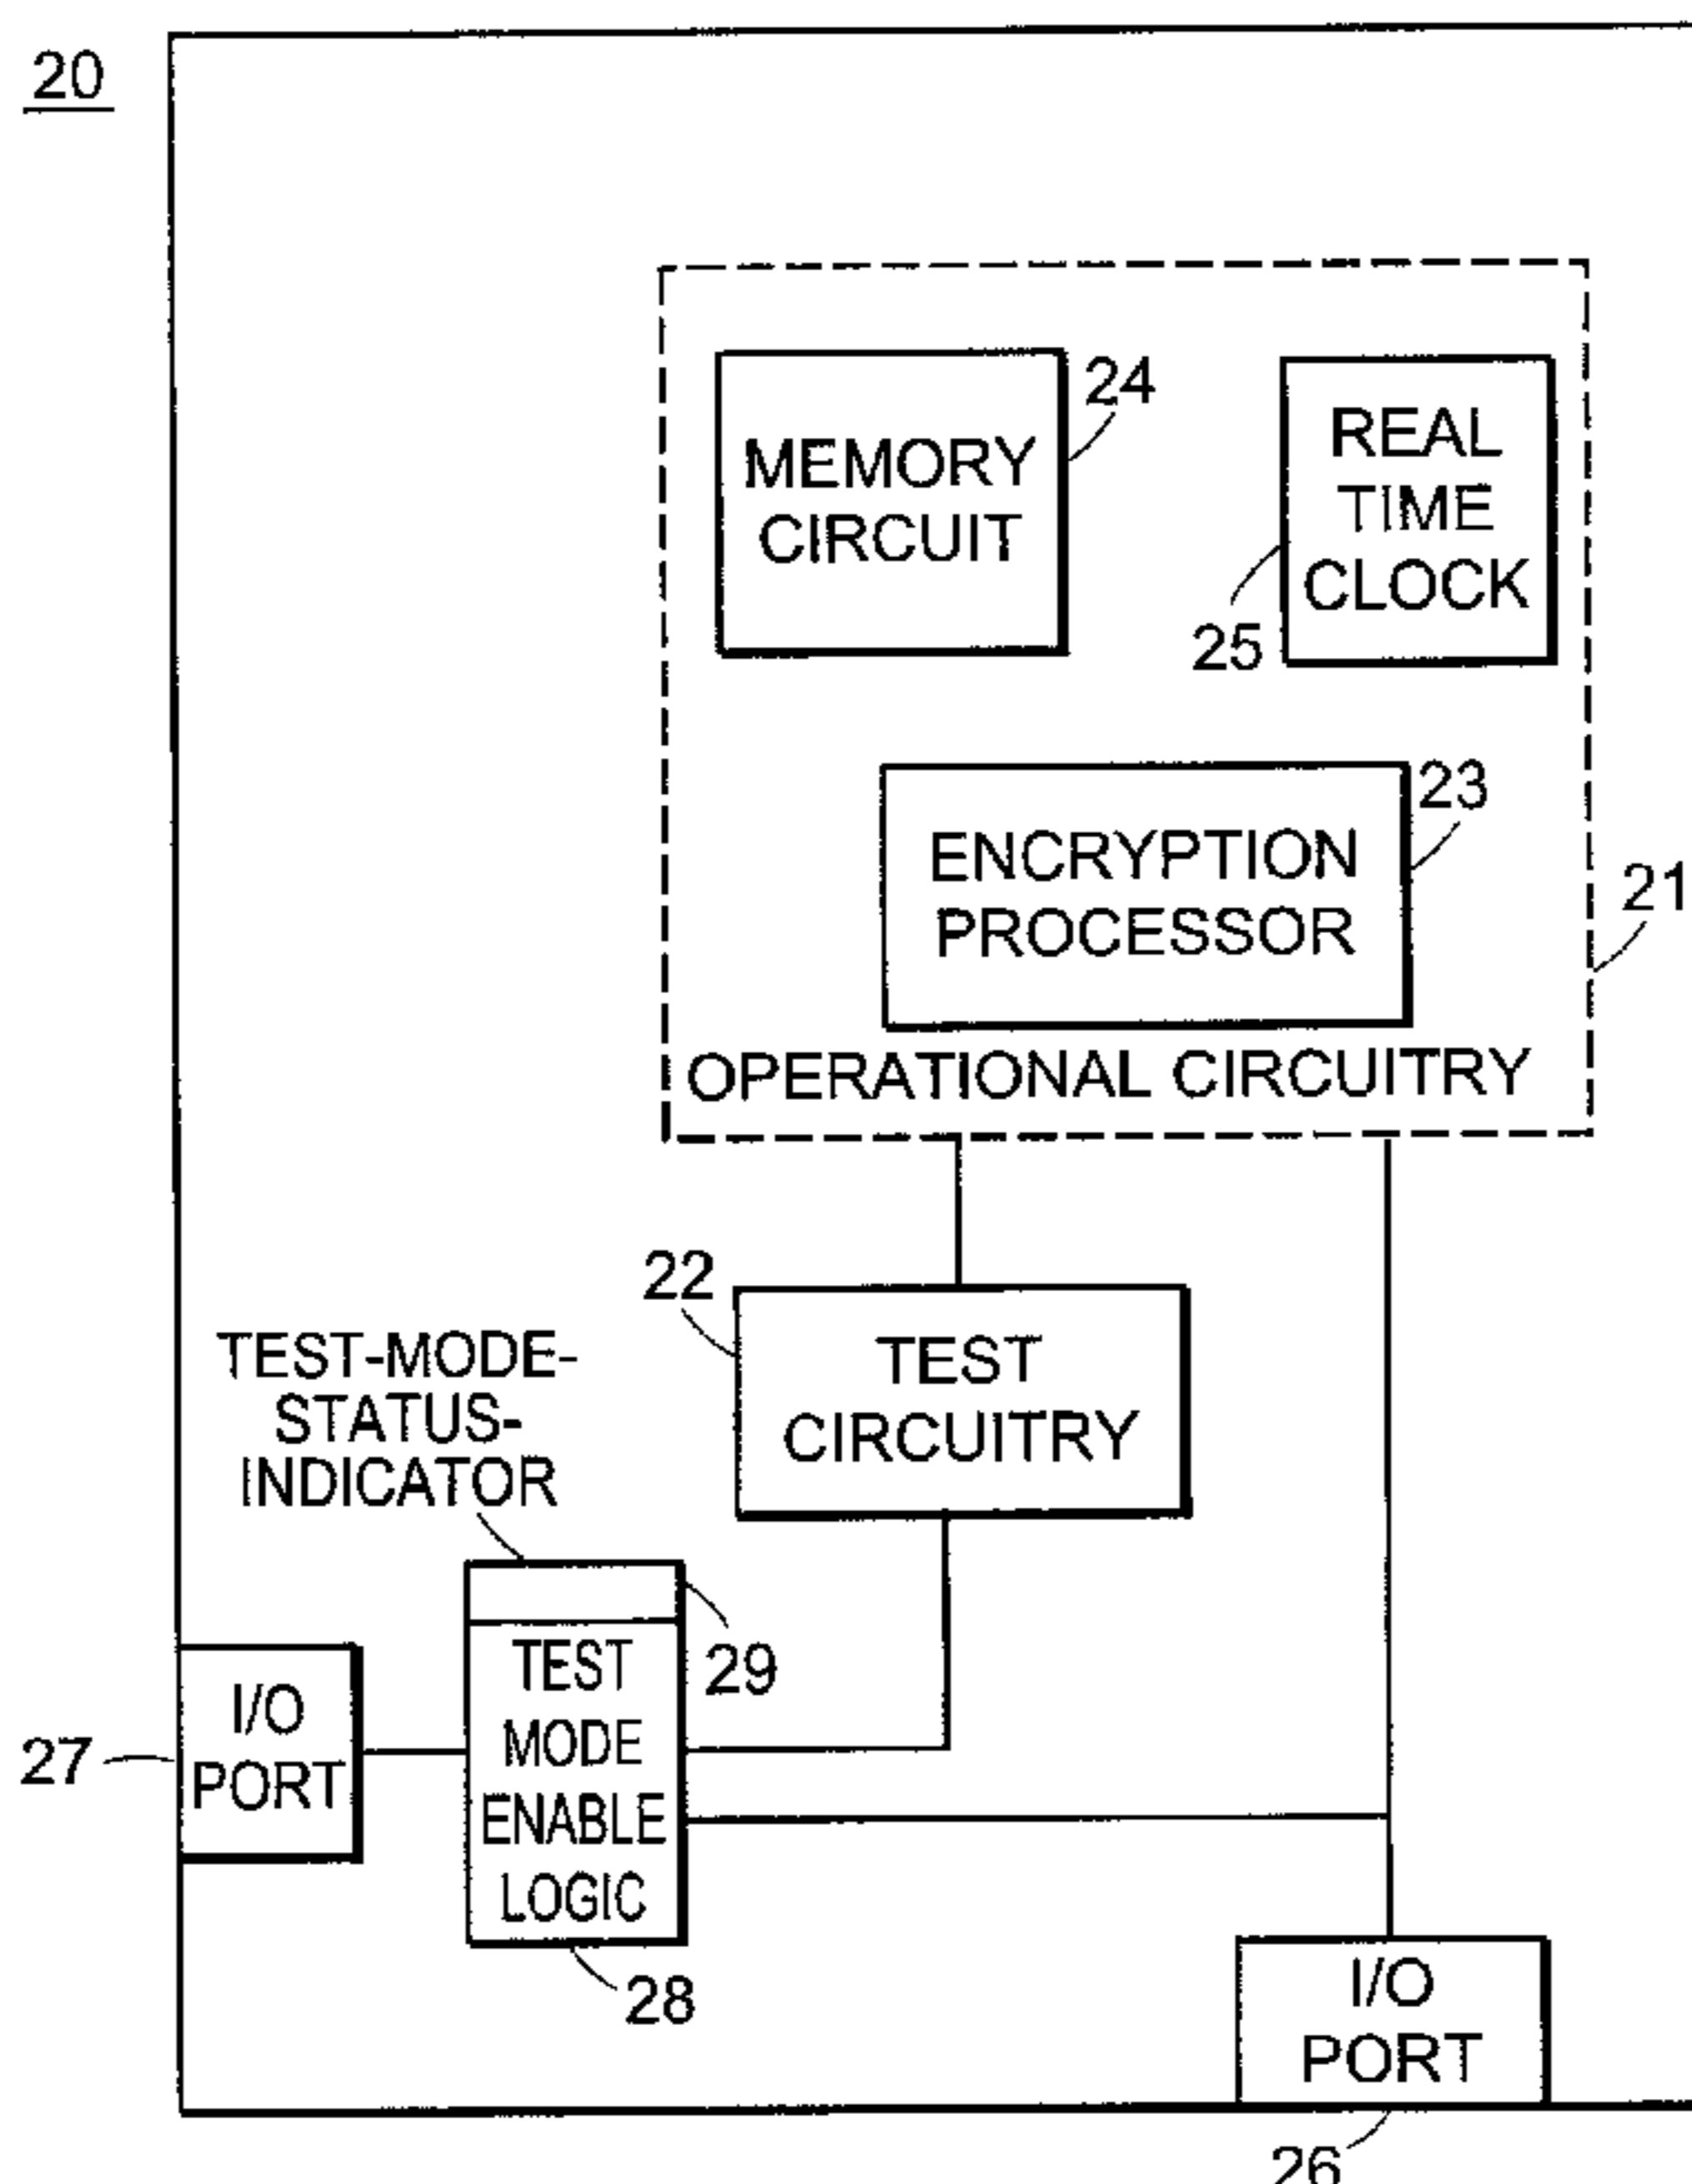 20
MEMORY
CIRCUIT
24
REAL
TIME
CLOCK
25
ENCRYPTION
PROCESSOR
23
21
OPERATIONAL CIRCUITRY
22
TEST
CIRCUITRY
TEST-MODE-
STATUS-
INDICATOR
29
TEST
MODE
ENABLE
LOGIC
28
I/O
PORT
27
I/O
PORT
26